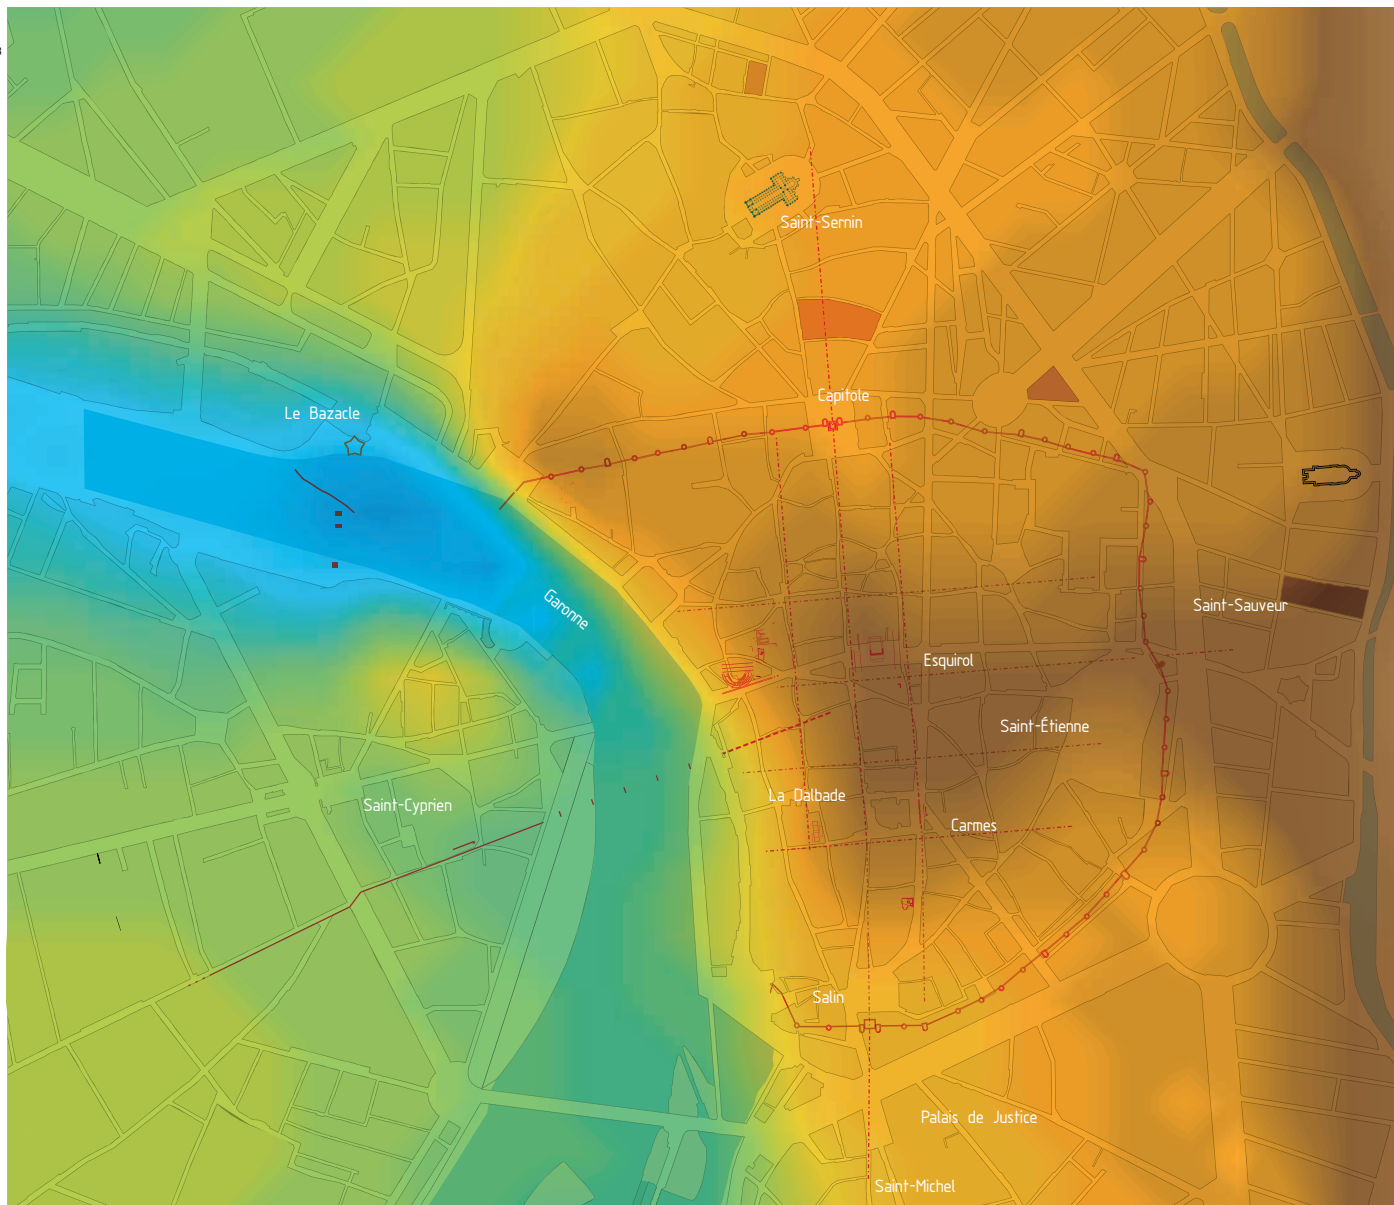 Saint-Sernin
Capitole
Le Bazacle
Garonne
Saint-Sauveur
Esquirol
Saint-Étienne
La Dalbade
Saint-Cyprien
Carmes
Salin
Palais de Justice
Saint-Michel